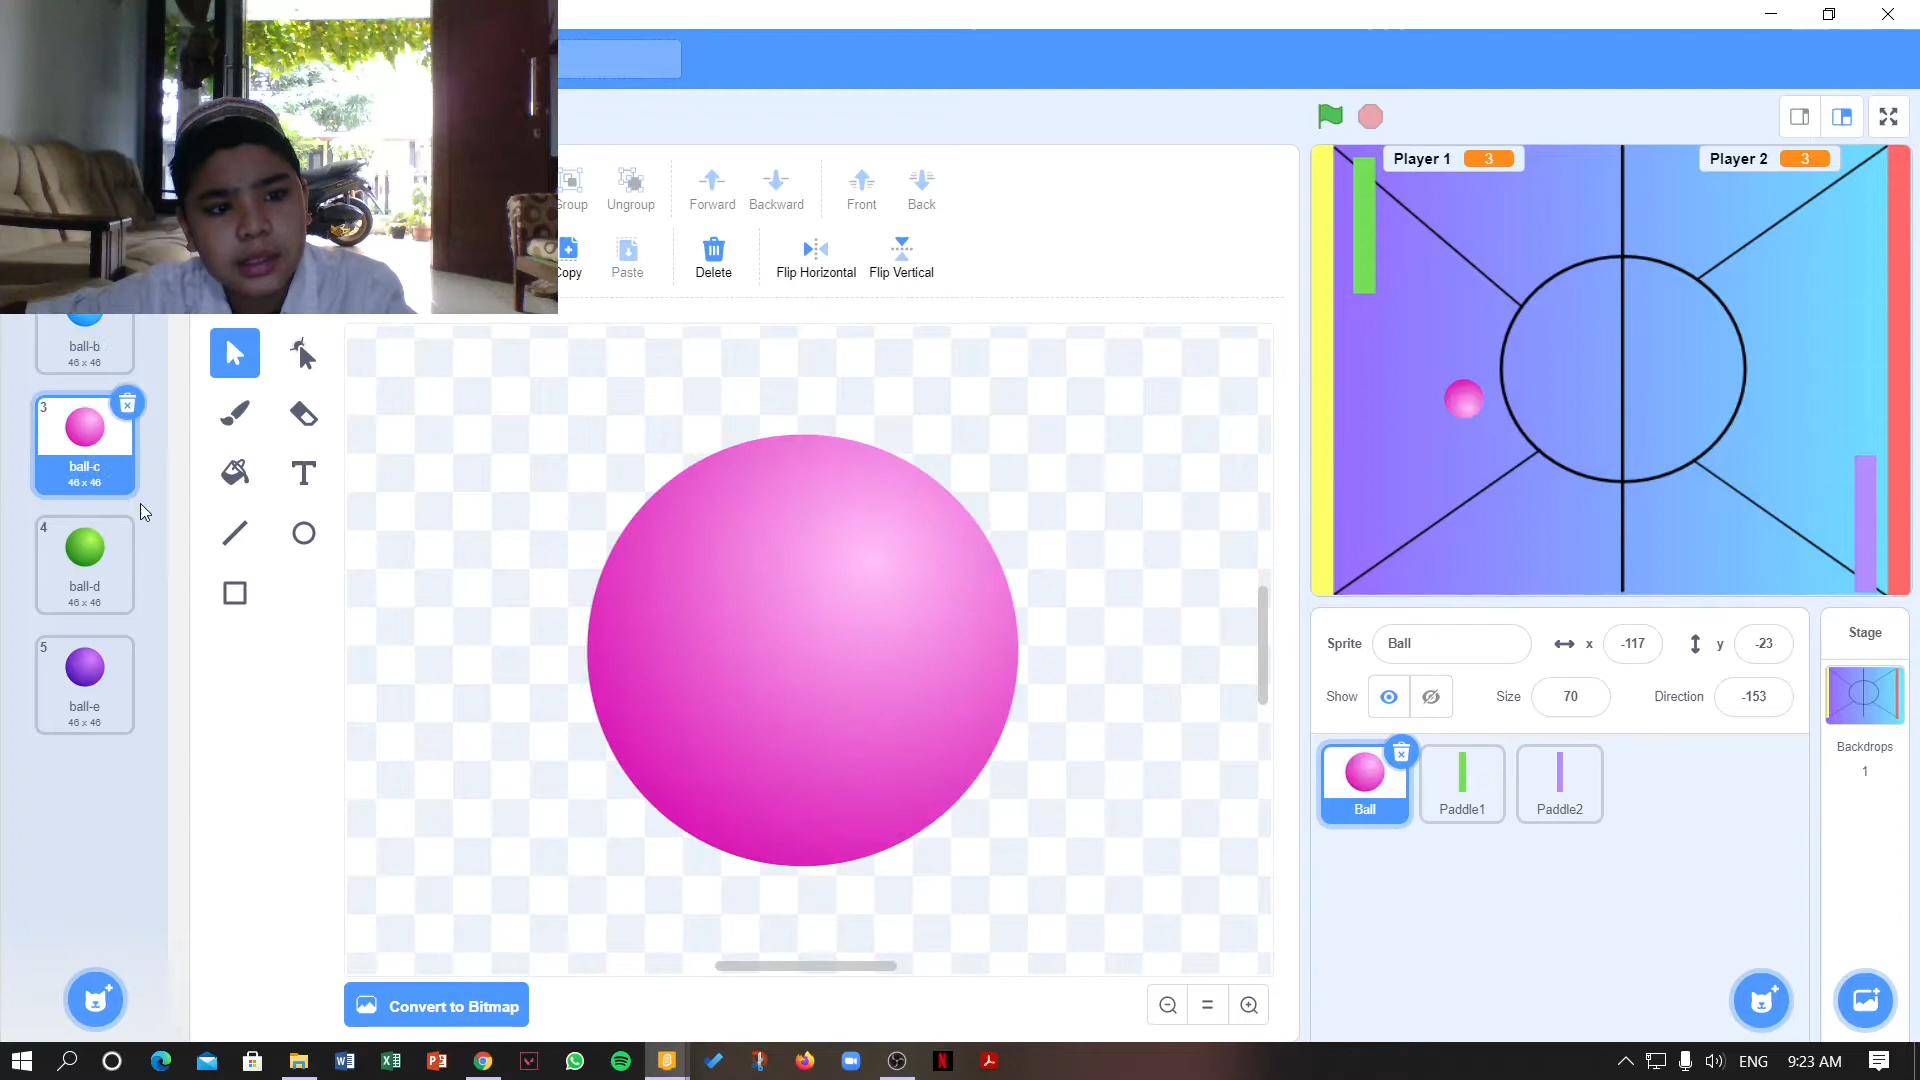 Group
Ungroup
Forward
Backward
Front
Back
Copy
Paste
Delete
Flip Horizontal
Flip Vertical
ball-b
46 x 46
3
ball-c
46 x 46
4
ball-d
46 x 46
5
ball-e
46 x 46
Convert to Bitmap
Player 1 3
Player 2 3
Sprite Ball x -117 y -23
Show Size 70 Direction -153
Ball
Paddle1
Paddle2
Stage
Backdrops
1
ENG 9:23 AM